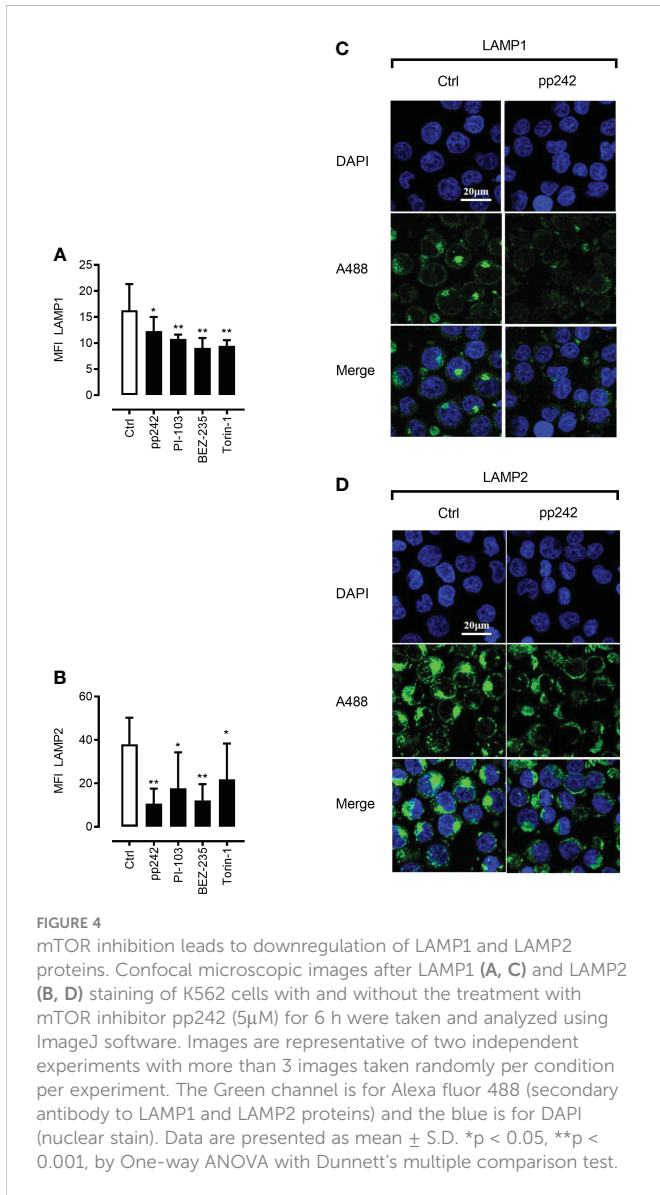 C
LAMP1
Ctrl
pp242
DAPI
20µm
A488
Merge
A
MFI LAMP1
25
20
15
10
5
0
*
**
**
**
Ctrl
pp242
PI-103
BEZ-235
Torin-1
D
LAMP2
Ctrl
pp242
DAPI
20µm
A488
Merge
B
MFI LAMP2
60
40
20
0
**
*
**
*
Ctrl
pp242
PI-103
BEZ-235
Torin-1
FIGURE 4
mTOR inhibition leads to downregulation of LAMP1 and LAMP2
proteins. Confocal microscopic images after LAMP1 (A, C) and LAMP2
(B, D) staining of K562 cells with and without the treatment with
mTOR inhibitor pp242 (5µM) for 6 h were taken and analyzed using
ImageJ software. Images are representative of two independent
experiments with more than 3 images taken randomly per condition
per experiment. The Green channel is for Alexa fluor 488 (secondary
antibody to LAMP1 and LAMP2 proteins) and the blue is for DAPI
(nuclear stain). Data are presented as mean ± S.D. *p < 0.05, **p <
0.001, by One-way ANOVA with Dunnett's multiple comparison test.